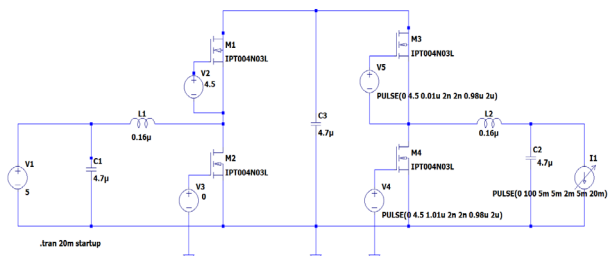 M1
IPT004N03L
V2
4.5
M3
IPT004N03L
V5
PULSE(0 4.5 0.01u 2n 2n 0.98u 2u)
L1
0.16µ
C3
4.7µ
L2
0.16µ
C1
4.7µ
M2
IPT004N03L
M4
IPT004N03L
C2
4.7µ
V1
5
V3
0
V4
PULSE(0 4.5 1.01u 2n 2n 0.98u 2u)
I1
PULSE(0 100 5m 5m 2m 5m 20m)
.tran 20m startup